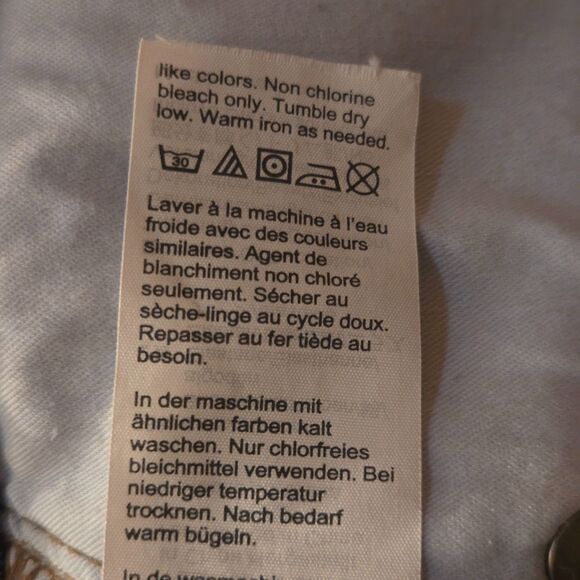 like colors. Non chlorine
bleach only. Tumble dry
low. Warm iron as needed.
30
Laver à la machine à l'eau
froide avec des couleurs
similaires. Agent de
blanchiment non chloré
seulement. Sécher au
sèche-linge au cycle doux.
Repasser au fer tiède au
besoin.
In der maschine mit
ähnlichen farben kalt
waschen. Nur chlorfreies
bleichmittel verwenden. Bei
niedriger temperatur
trocknen. Nach bedarf
warm bügeln.
In de